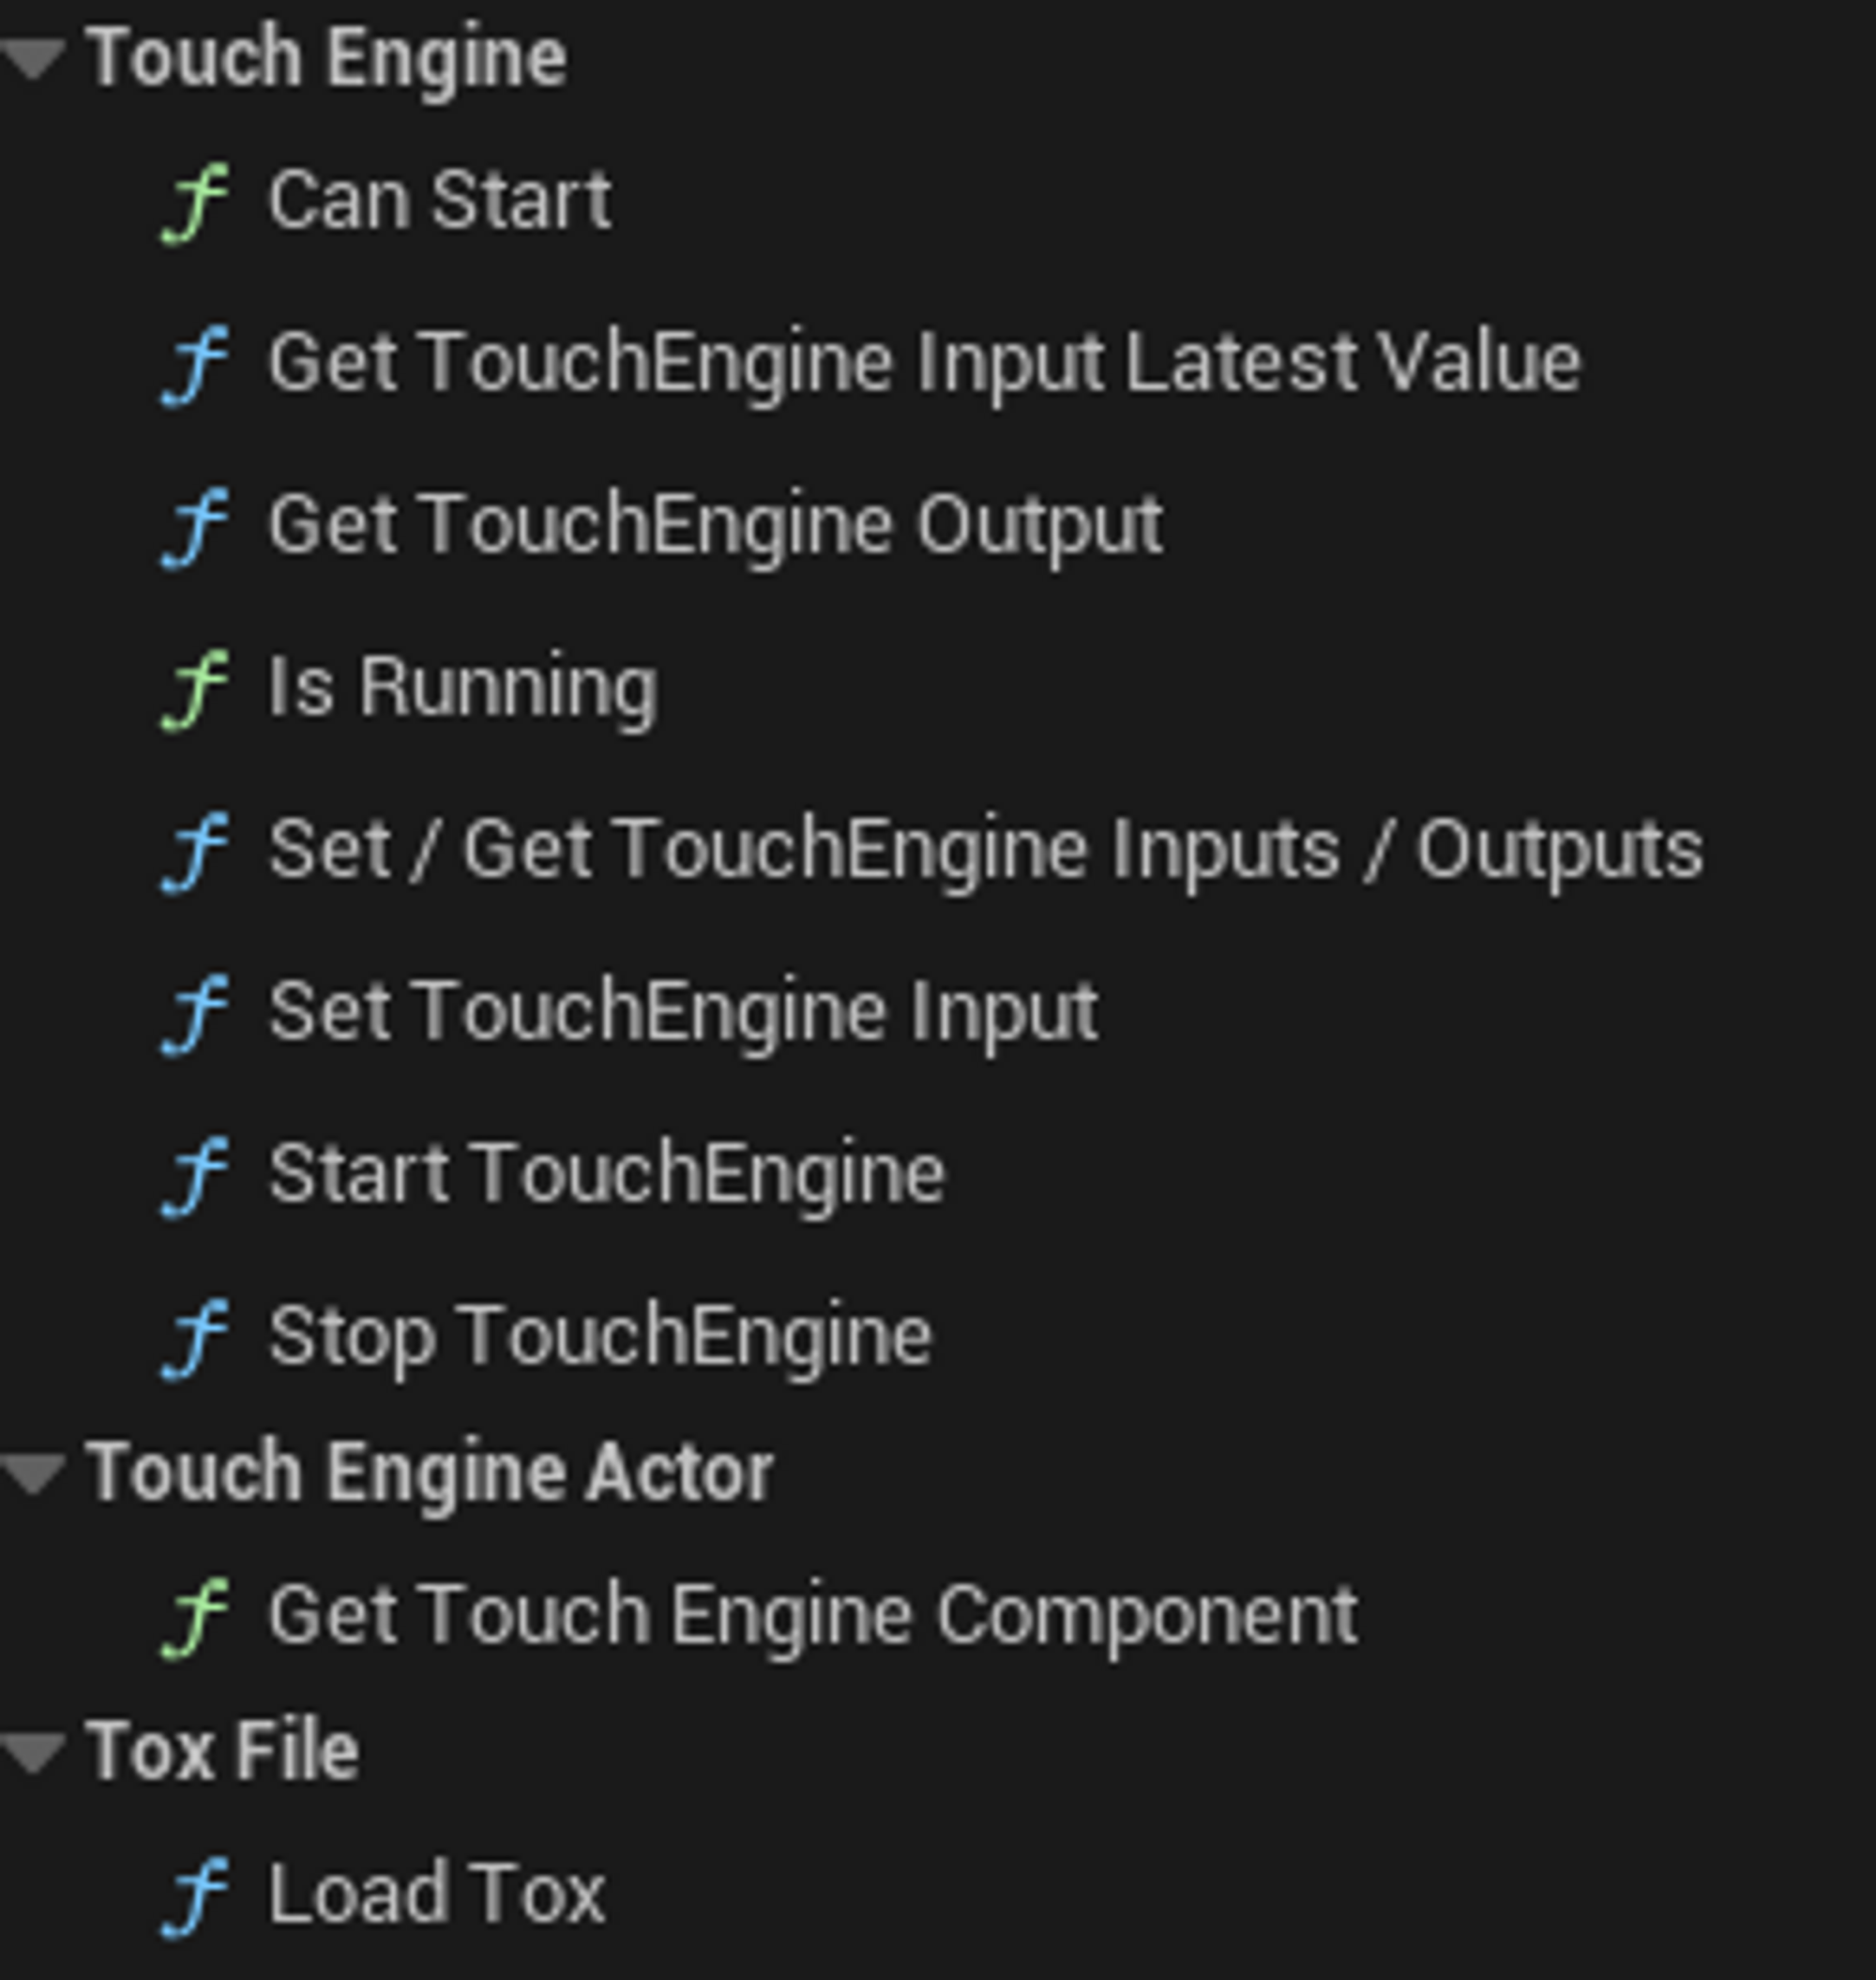 Touch Engine
Can Start
Get TouchEngine Input Latest Value
Get TouchEngine Output
Is Running
Set / Get TouchEngine Inputs / Outputs
Set TouchEngine Input
Start TouchEngine
Stop TouchEngine
Touch Engine Actor
Get Touch Engine Component
Tox File
Load Tox